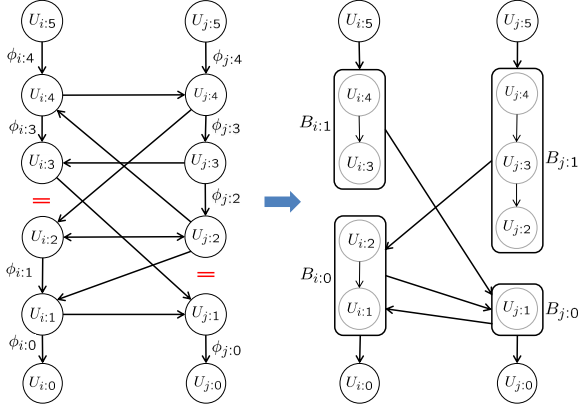 U_{i:5} U_{j:5} U_{i:5} U_{j:5}
ϕ_{i:4} ϕ_{j:4}
U_{i:4} U_{j:4} U_{i:4} U_{j:4}
ϕ_{i:3} ϕ_{j:3} B_{i:1}
U_{i:3} U_{j:3} U_{i:3} U_{j:3} B_{j:1}
= ϕ_{j:2}
U_{i:2} U_{j:2} U_{i:2} U_{j:2}
ϕ_{i:1} = B_{i:0}
U_{i:1} U_{j:1} U_{i:1} U_{j:1} B_{j:0}
ϕ_{i:0} ϕ_{j:0}
U_{i:0} U_{j:0} U_{i:0} U_{j:0}